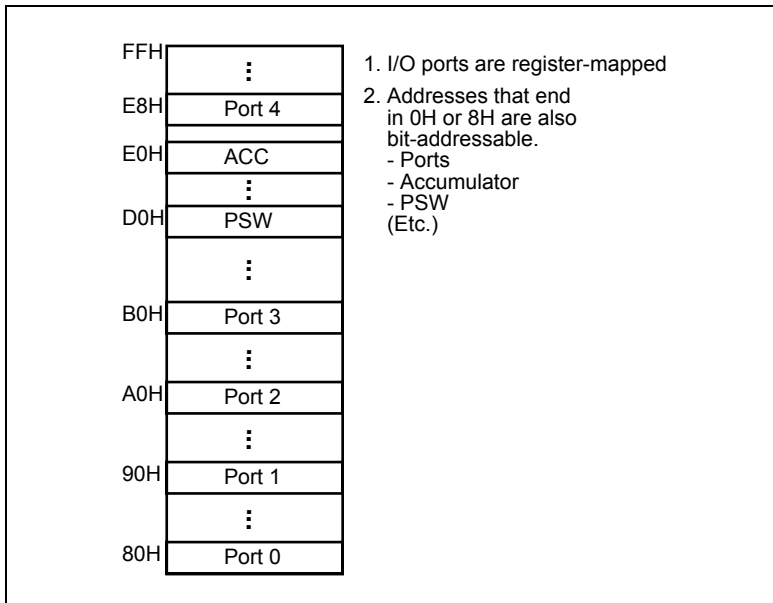 FFH
⋮
E8H
Port 4
E0H
ACC
⋮
D0H
PSW
⋮
B0H
Port 3
⋮
A0H
Port 2
⋮
90H
Port 1
⋮
80H
Port 0
1. I/O ports are register-mapped
2. Addresses that end
in 0H or 8H are also
bit-addressable.
- Ports
- Accumulator
- PSW
(Etc.)